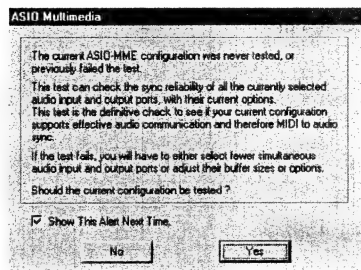 ASIO Multimedia
The current ASIO-MME configuration was never tested, or
previously failed the test.
This test can check the sync reliability of all the currently selected
audio input and output ports, with their current options.
This test is the definitive check to see if your current configuration
supports effective audio communication and therefore MIDI to audio
sync.
If the test fails, you will have to either select fewer simultaneous
audio input and output ports or adjust their buffer sizes or options.
Should the current configuration be tested ?
Show This Alert Next Time.
No
Yes